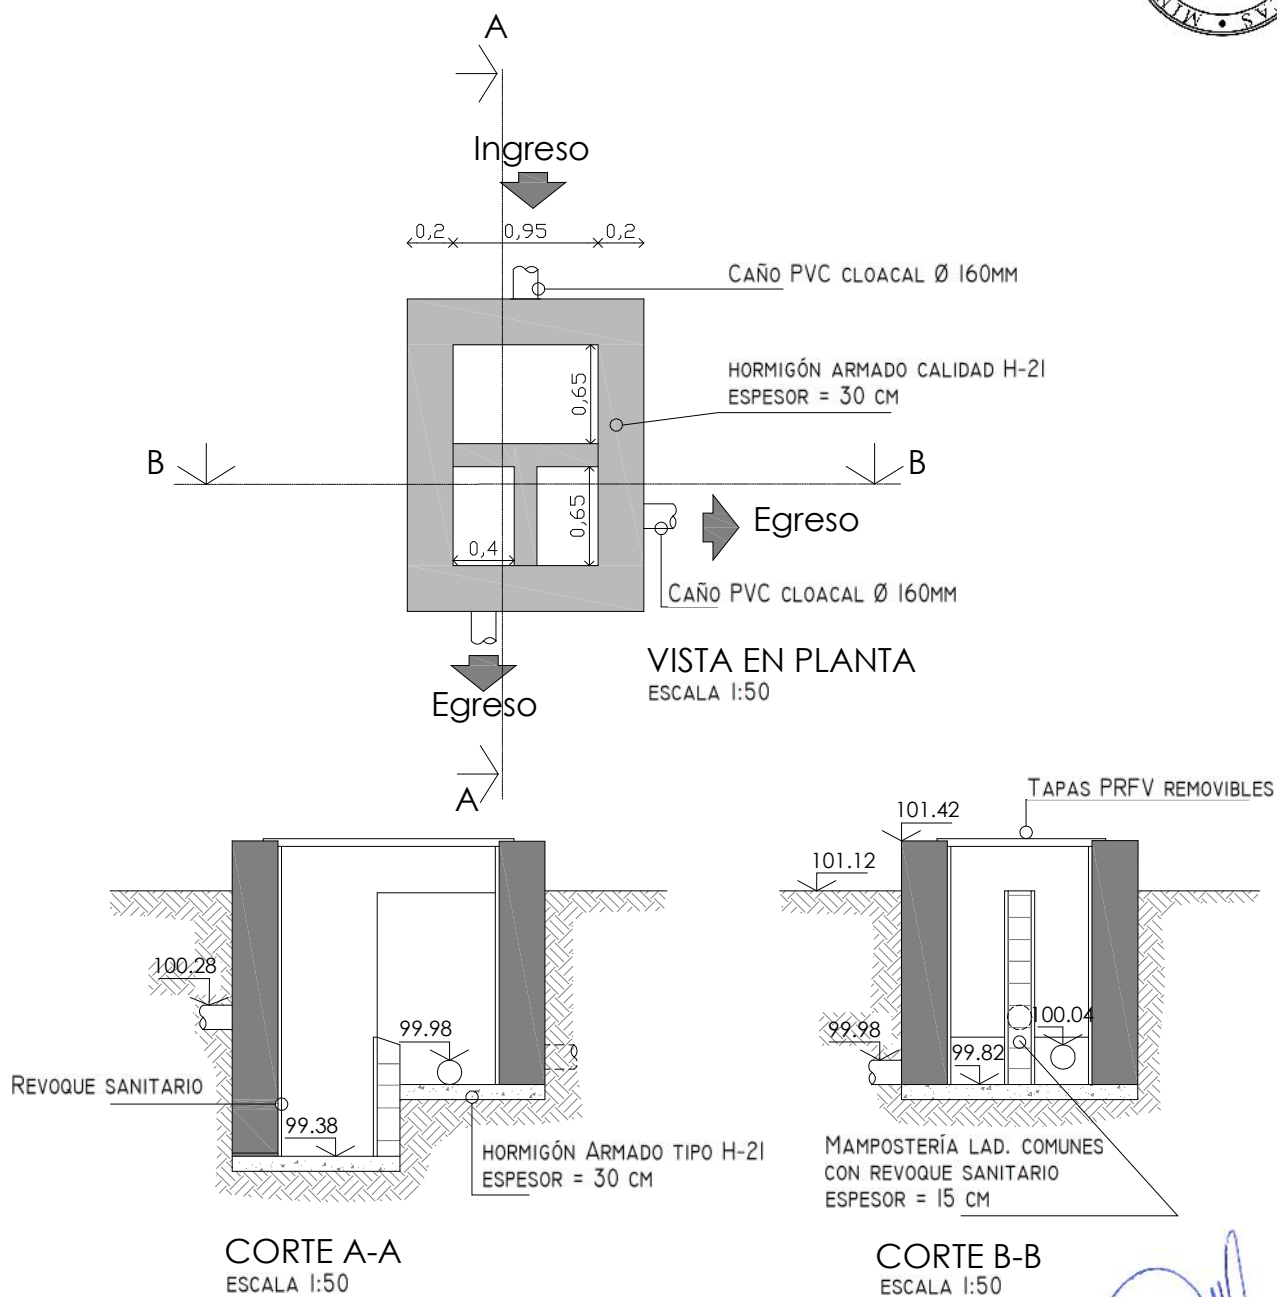 A
Ingreso
0,2 0,95 0,2
CAÑO PVC CLOACAL Ø 160MM
0,65
HORMIGÓN ARMADO CALIDAD H-21
ESPESOR = 30 CM
B
B
0,65
0,4
Egreso
CAÑO PVC CLOACAL Ø 160MM
VISTA EN PLANTA
ESCALA 1:50
Egreso
A
TAPAS PRFV REMOVIBLES
101.42
101.12
100.28
99.98
REVOQUE SANITARIO
99.38
HORMIGÓN ARMADO TIPO H-21
ESPESOR = 30 CM
CORTE A-A
ESCALA 1:50
99.98
99.82
100.04
MAMPOSTERÍA LAD. COMUNES
CON REVOQUE SANITARIO
ESPESOR = 15 CM
CORTE B-B
ESCALA 1:50